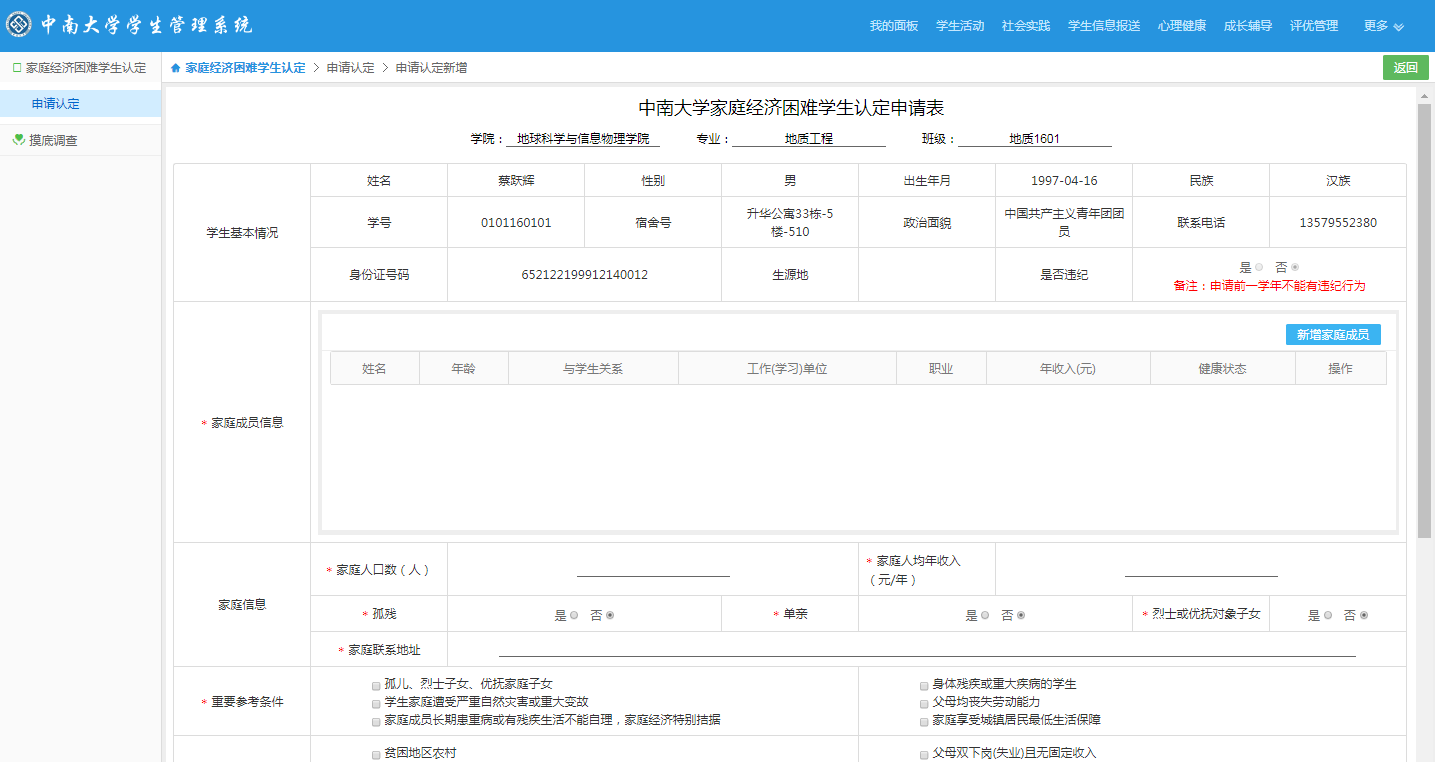 中南大学学生管理系统
我的面板 学生活动 社会实践 学生信息报送 心理健康 成长辅导 评优管理 更多
家庭经济困难学生认定
申请认定
摸底调查
家庭经济困难学生认定 > 申请认定 > 申请认定新增
返回
中南大学家庭经济困难学生认定申请表
学院： 地球科学与信息物理学院 专业： 地质工程 班级： 地质1601
学生基本情况
姓名 蔡跃辉 性别 男 出生年月 1997-04-16 民族 汉族
学号 0101160101 宿舍号 升华公寓33栋-5
楼-510 政治面貌 中国共产主义青年团团
员 联系电话 13579552380
身份证号码 652122199912140012 生源地 是否违纪 是 否
备注：申请前一学年不能有违纪行为
* 家庭成员信息
新增家庭成员
姓名 年龄 与学生关系 工作(学习)单位 职业 年收入(元) 健康状态 操作
家庭信息
* 家庭人口数（人） * 家庭人均年收入
（元/年）
* 孤残 是 否 * 单亲 是 否 * 烈士或优抚对象子女 是 否
* 家庭联系地址
* 重要参考条件
孤儿、烈士子女、优抚家庭子女 身体残疾或重大疾病的学生
学生家庭遭受严重自然灾害或重大变故 父母均丧失劳动能力
家庭成员长期患重病或有残疾生活不能自理，家庭经济特别拮据 家庭享受城镇居民最低生活保障
贫困地区农村 父母双下岗(失业)且无固定收入